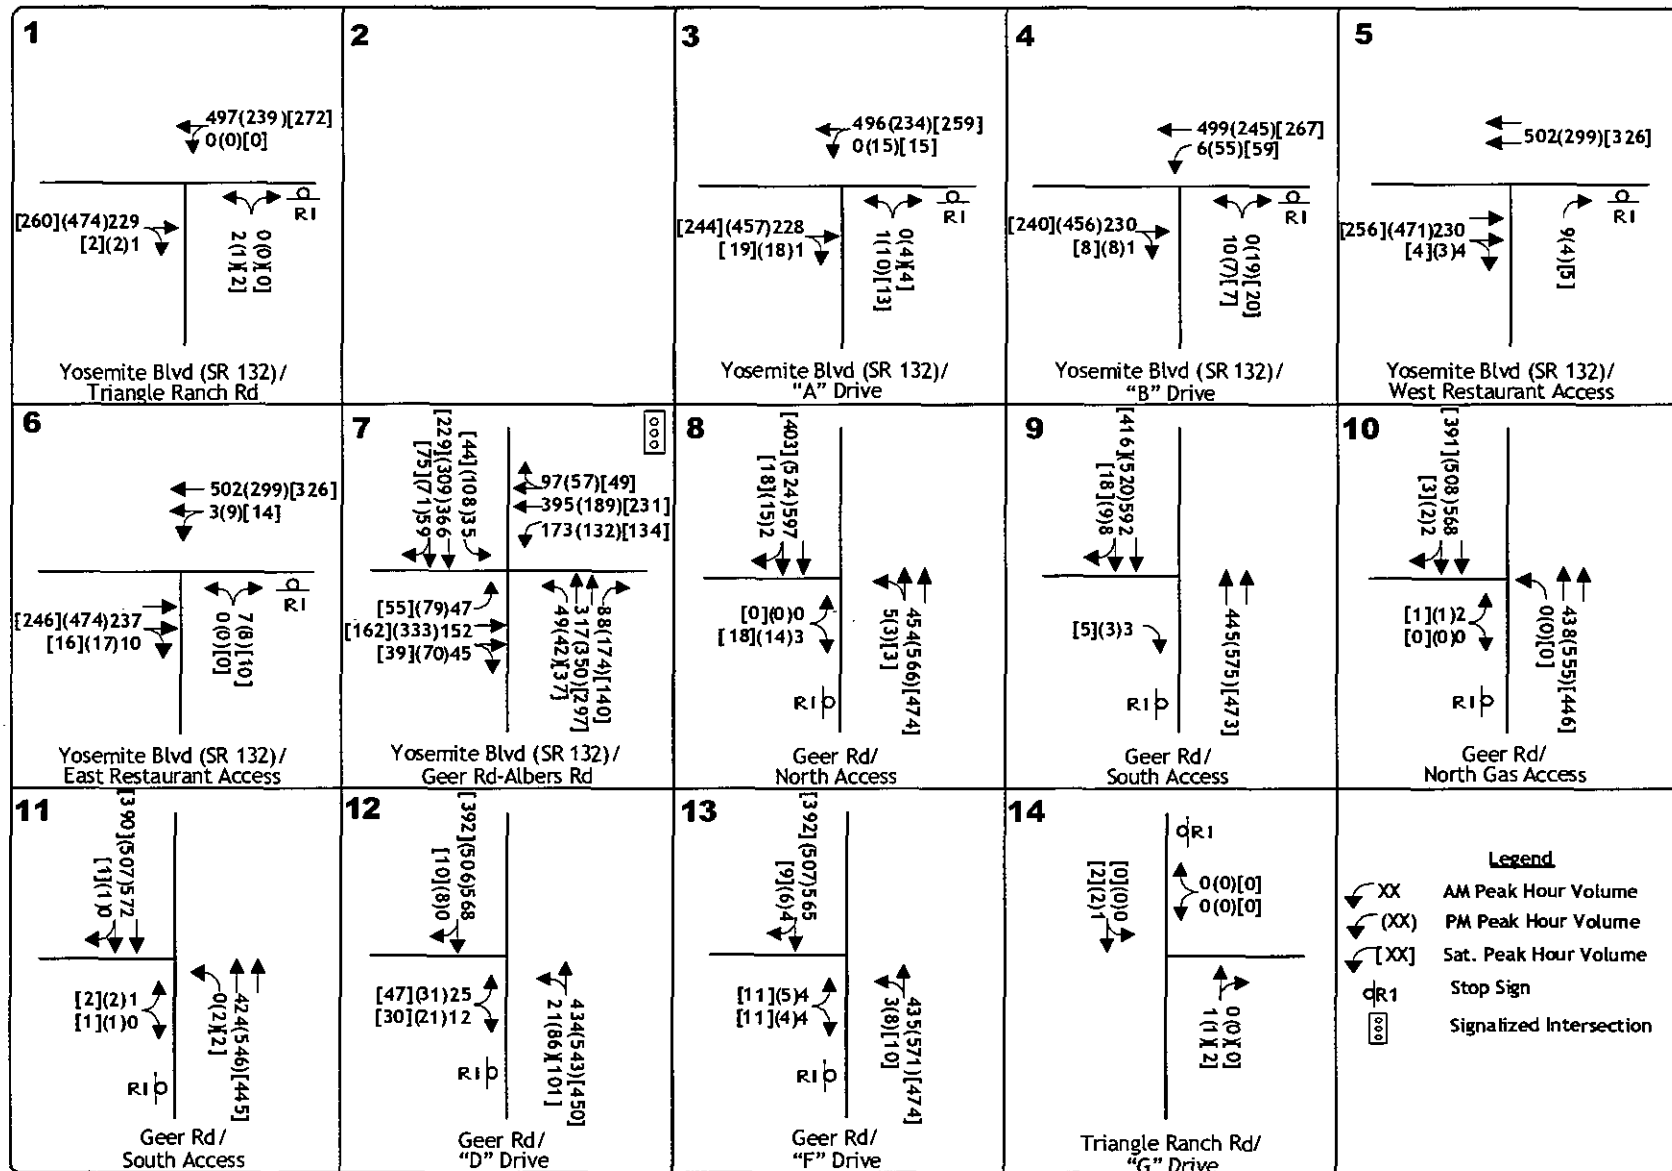 1
497(239)[272]
0(0)[0]
R1
[260](474)229
[2](2)1
0(0)[0]
2(1)[2]
Yosemite Blvd (SR 132)/
Triangle Ranch Rd
2
3
496(234)[259]
0(15)[15]
R1
[244](457)228
[19](18)1
0(4)[4]
1(10)[13]
Yosemite Blvd (SR 132)/
"A" Drive
4
499(245)[267]
6(55)[59]
R1
[240](456)230
[8](8)1
0(19)[20]
10(7)[7]
Yosemite Blvd (SR 132)/
"B" Drive
5
502(299)[326]
R1
[256](471)230
[4](3)4
9(4)[5]
Yosemite Blvd (SR 132)/
West Restaurant Access
6
502(299)[326]
3(9)[14]
R1
[246](474)237
[16](17)10
7(8)[10]
0(0)[0]
Yosemite Blvd (SR 132)/
East Restaurant Access
7
[44](108)35
[229](309)366
[75](71)59
97(57)[49]
395(189)[231]
173(132)[134]
[55](79)47
[162](333)152
[39](70)45
88(174)[140]
317(350)[297]
49(42)[37]
Yosemite Blvd (SR 132)/
Geer Rd-Albers Rd
8
[403](524)597
[18](15)2
[0](0)0
[18](14)3
454(566)[474]
5(3)[3]
R1
Geer Rd/
North Access
9
[416](520)592
[18](9)8
[5](3)3
445(575)[473]
R1
Geer Rd/
South Access
10
[391](508)568
[3](2)2
[1](1)2
[0](0)0
438(555)[446]
0(0)[0]
R1
Geer Rd/
North Gas Access
11
[390](507)572
[1](1)0
[2](2)1
[1](1)0
424(546)[445]
0(2)[2]
R1
Geer Rd/
South Access
12
[392](506)568
[10](8)0
[47](31)25
[30](21)12
434(543)[450]
21(86)[101]
R1
Geer Rd/
"D" Drive
13
[392](507)565
[9](6)4
[11](5)4
[11](4)4
435(571)[474]
3(8)[10]
R1
Geer Rd/
"F" Drive
14
R1
[0](0)0
[2](2)1
0(0)[0]
0(0)[0]
0(0)[0]
1(1)[2]
Triangle Ranch Rd/
"G" Drive
Legend
XX AM Peak Hour Volume
(XX) PM Peak Hour Volume
[XX] Sat. Peak Hour Volume
R1 Stop Sign
Signalized Intersection